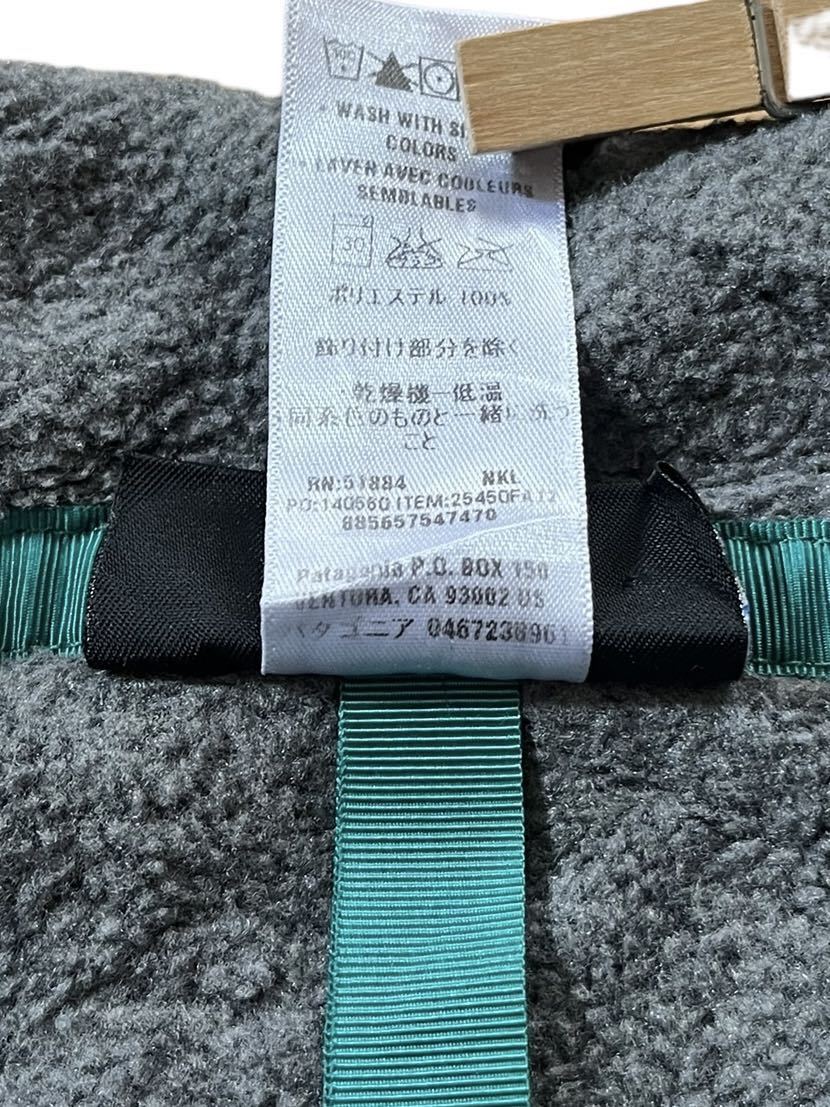 • WASH WITH
COLORS
• LAVER AVEC COULEURS
SEMBLABLES
30
ポリエステル 100%
飾り付け部分を除く
乾燥機一低温
同系色のものと一緒に洗う
こと
RN:51884 NKL
PO:140560 ITEM:25450FA12
885657547470
Patagonia P.O. BOX 150
VENTURA, CA 93002 US
パタゴニア 0467238961